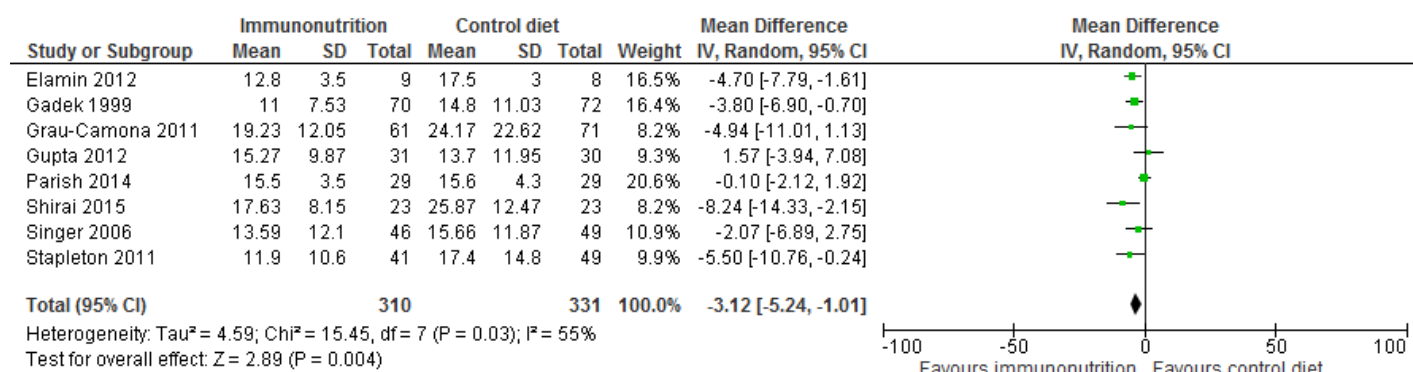 Immunonutrition Control diet Mean Difference Mean Difference
Study or Subgroup Mean SD Total Mean SD Total Weight IV, Random, 95% CI IV, Random, 95% CI
Elamin 2012 12.8 3.5 9 17.5 3 8 16.5% -4.70 [-7.79, -1.61]
Gadek 1999 11 7.53 70 14.8 11.03 72 16.4% -3.80 [-6.90, -0.70]
Grau-Camona 2011 19.23 12.05 61 24.17 22.62 71 8.2% -4.94 [-11.01, 1.13]
Gupta 2012 15.27 9.87 31 13.7 11.95 30 9.3% 1.57 [-3.94, 7.08]
Parish 2014 15.5 3.5 29 15.6 4.3 29 20.6% -0.10 [-2.12, 1.92]
Shirai 2015 17.63 8.15 23 25.87 12.47 23 8.2% -8.24 [-14.33, -2.15]
Singer 2006 13.59 12.1 46 15.66 11.87 49 10.9% -2.07 [-6.89, 2.75]
Stapleton 2011 11.9 10.6 41 17.4 14.8 49 9.9% -5.50 [-10.76, -0.24]
Total (95% CI) 310 331 100.0% -3.12 [-5.24, -1.01]
Heterogeneity: Tau² = 4.59; Chi² = 15.45, df = 7 (P = 0.03); I² = 55%
Test for overall effect: Z = 2.89 (P = 0.004)
-100 -50 0 50 100
Favours immunonutrition Favours control diet